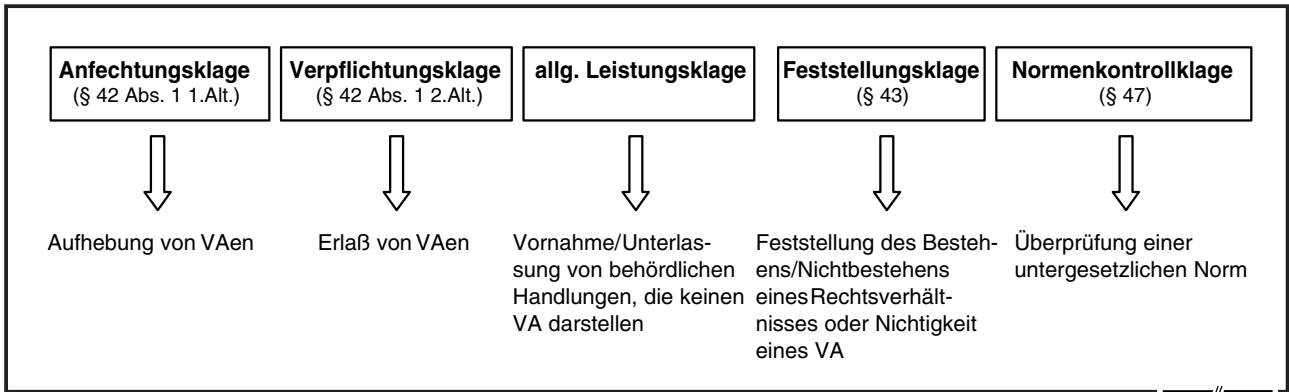 Anfechtungsklage
(§ 42 Abs. 1 1.Alt.)
Verpflichtungsklage
(§ 42 Abs. 1 2.Alt.)
allg. Leistungsklage
Feststellungsklage
(§ 43)
Normenkontrollklage
(§ 47)
Aufhebung von VAen
Erlaß von VAen
Vornahme/Unterlas-
sung von behördlichen
Handlungen, die keinen
VA darstellen
Feststellung des Besteh-
ens/Nichtbestehens
eines Rechtsverhält-
nisses oder Nichtigkeit
eines VA
Überprüfung einer
untergesetzlichen Norm